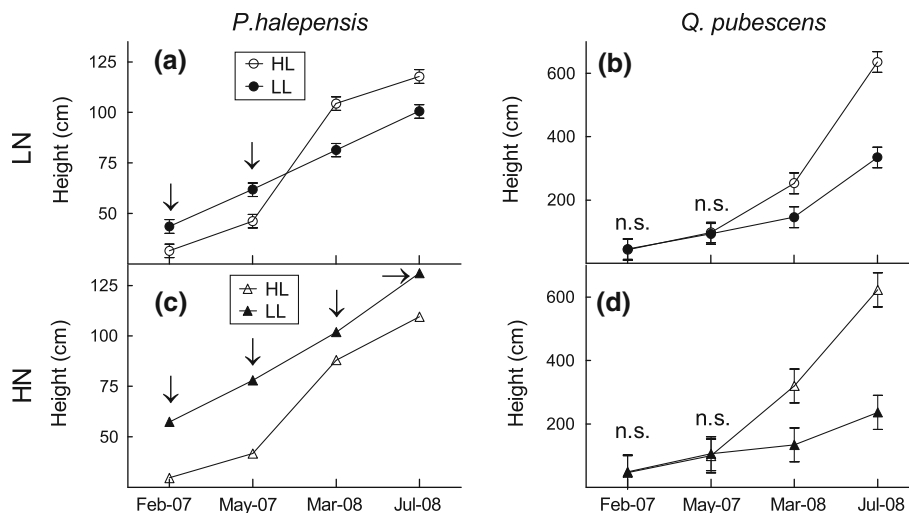 P.halepensis
Q. pubescens
LN
Height (cm)
125
100
75
50
(a)
HL
LL
Height (cm)
600
400
200
(b)
n.s.
n.s.
HN
Height (cm)
125
100
75
50
(c)
HL
LL
Feb-07
May-07
Mar-08
Jul-08
Height (cm)
600
400
200
(d)
n.s.
n.s.
Feb-07
May-07
Mar-08
Jul-08